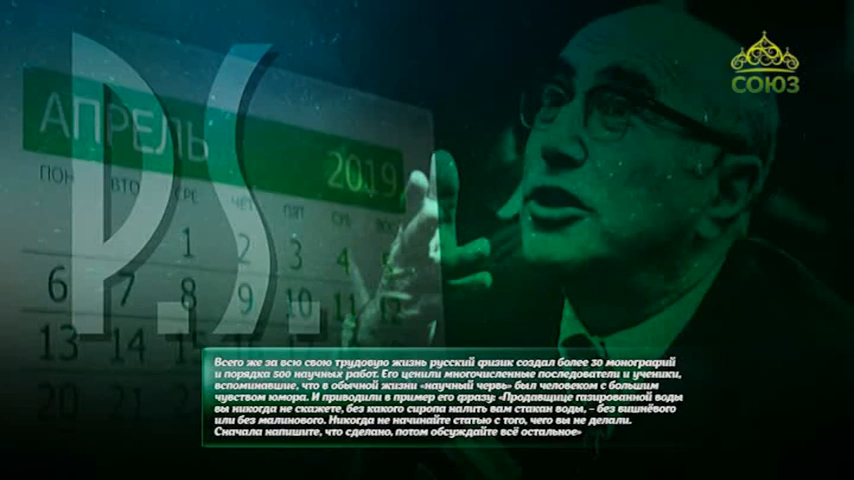 P.S.
СОЮЗ
АПРЕЛЬ
2019
ПОН ВТО СРЕ ЧЕТ ПЯТ СУБ ВОС
1 2 3 4 5
6 7 8 9 10 11 12
13 14 15
20 21
Всего же за всю свою трудовую жизнь русский физик создал более 30 монографий
и порядка 500 научных работ. Его ценили многочисленные последователи и ученики,
вспоминавшие, что в обычной жизни «научный червь» был человеком с большим
чувством юмора. И приводили в пример его фразу: «Продавщице газированной воды
вы никогда не скажете, без какого сиропа налить вам стакан воды, – без вишнёвого
или без малинового. Никогда не начинайте статью с того, чего вы не делали.
Сначала напишите, что сделано, потом обсуждайте всё остальное»